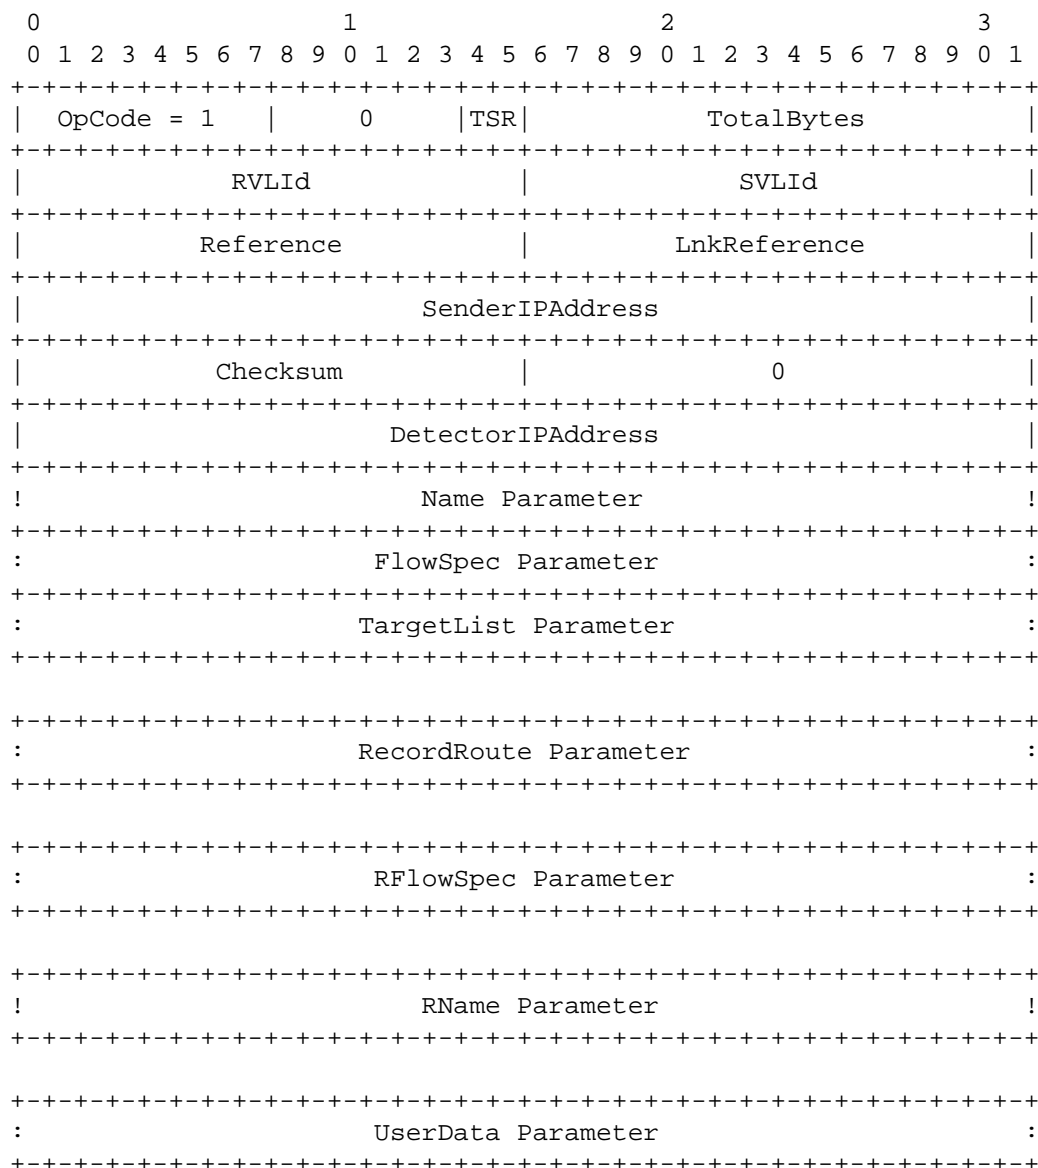 0                   1                   2                   3
 0 1 2 3 4 5 6 7 8 9 0 1 2 3 4 5 6 7 8 9 0 1 2 3 4 5 6 7 8 9 0 1
+-+-+-+-+-+-+-+-+-+-+-+-+-+-+-+-+-+-+-+-+-+-+-+-+-+-+-+-+-+-+-+-+
|  OpCode = 1   |     0     |TSR|           TotalBytes          |
+-+-+-+-+-+-+-+-+-+-+-+-+-+-+-+-+-+-+-+-+-+-+-+-+-+-+-+-+-+-+-+-+
|             RVLId             |             SVLId             |
+-+-+-+-+-+-+-+-+-+-+-+-+-+-+-+-+-+-+-+-+-+-+-+-+-+-+-+-+-+-+-+-+
|           Reference           |         LnkReference          |
+-+-+-+-+-+-+-+-+-+-+-+-+-+-+-+-+-+-+-+-+-+-+-+-+-+-+-+-+-+-+-+-+
|                         SenderIPAddress                       |
+-+-+-+-+-+-+-+-+-+-+-+-+-+-+-+-+-+-+-+-+-+-+-+-+-+-+-+-+-+-+-+-+
|            Checksum           |               0               |
+-+-+-+-+-+-+-+-+-+-+-+-+-+-+-+-+-+-+-+-+-+-+-+-+-+-+-+-+-+-+-+-+
|                       DetectorIPAddress                       |
+-+-+-+-+-+-+-+-+-+-+-+-+-+-+-+-+-+-+-+-+-+-+-+-+-+-+-+-+-+-+-+-+
!                         Name Parameter                        !
+-+-+-+-+-+-+-+-+-+-+-+-+-+-+-+-+-+-+-+-+-+-+-+-+-+-+-+-+-+-+-+-+
:                      FlowSpec Parameter                       :
+-+-+-+-+-+-+-+-+-+-+-+-+-+-+-+-+-+-+-+-+-+-+-+-+-+-+-+-+-+-+-+-+
:                     TargetList Parameter                      :
+-+-+-+-+-+-+-+-+-+-+-+-+-+-+-+-+-+-+-+-+-+-+-+-+-+-+-+-+-+-+-+-+

+-+-+-+-+-+-+-+-+-+-+-+-+-+-+-+-+-+-+-+-+-+-+-+-+-+-+-+-+-+-+-+-+
:                     RecordRoute Parameter                     :
+-+-+-+-+-+-+-+-+-+-+-+-+-+-+-+-+-+-+-+-+-+-+-+-+-+-+-+-+-+-+-+-+

+-+-+-+-+-+-+-+-+-+-+-+-+-+-+-+-+-+-+-+-+-+-+-+-+-+-+-+-+-+-+-+-+
:                      RFlowSpec Parameter                      :
+-+-+-+-+-+-+-+-+-+-+-+-+-+-+-+-+-+-+-+-+-+-+-+-+-+-+-+-+-+-+-+-+

+-+-+-+-+-+-+-+-+-+-+-+-+-+-+-+-+-+-+-+-+-+-+-+-+-+-+-+-+-+-+-+-+
!                         RName Parameter                       !
+-+-+-+-+-+-+-+-+-+-+-+-+-+-+-+-+-+-+-+-+-+-+-+-+-+-+-+-+-+-+-+-+

+-+-+-+-+-+-+-+-+-+-+-+-+-+-+-+-+-+-+-+-+-+-+-+-+-+-+-+-+-+-+-+-+
:                      UserData Parameter                       :
+-+-+-+-+-+-+-+-+-+-+-+-+-+-+-+-+-+-+-+-+-+-+-+-+-+-+-+-+-+-+-+-+